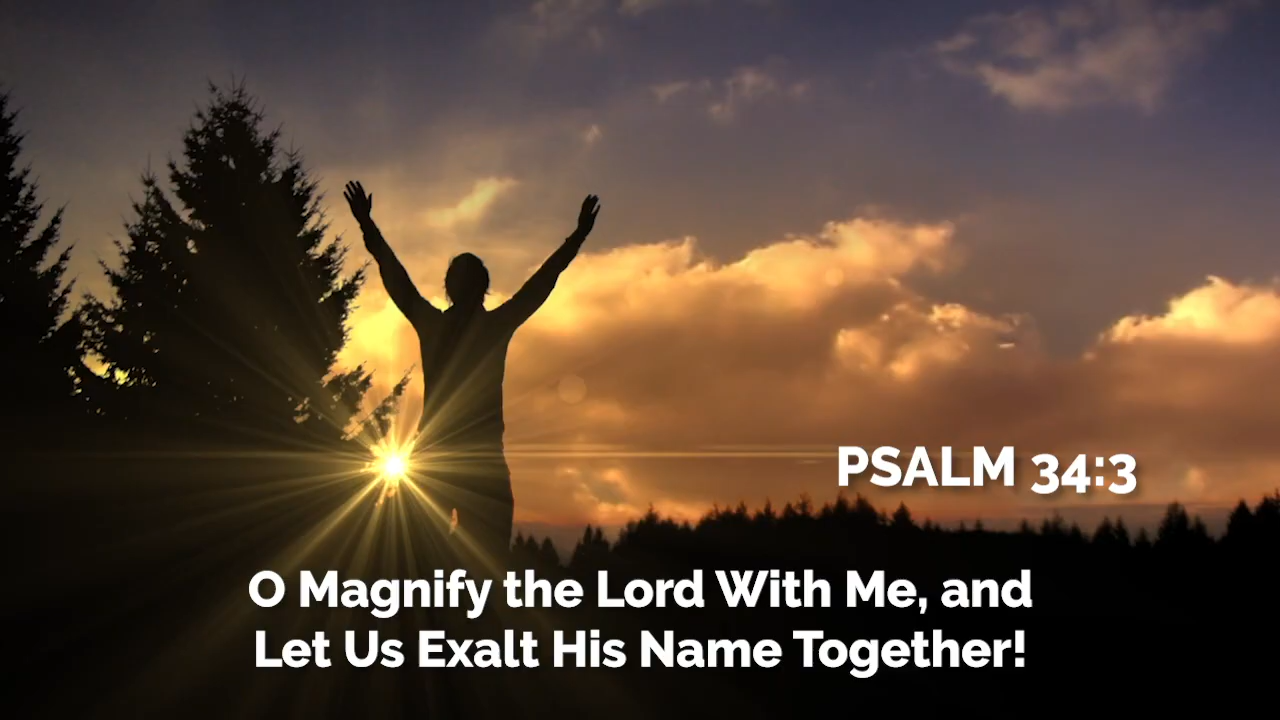 PSALM 34:3
O Magnify the Lord With Me, and
Let Us Exalt His Name Together!